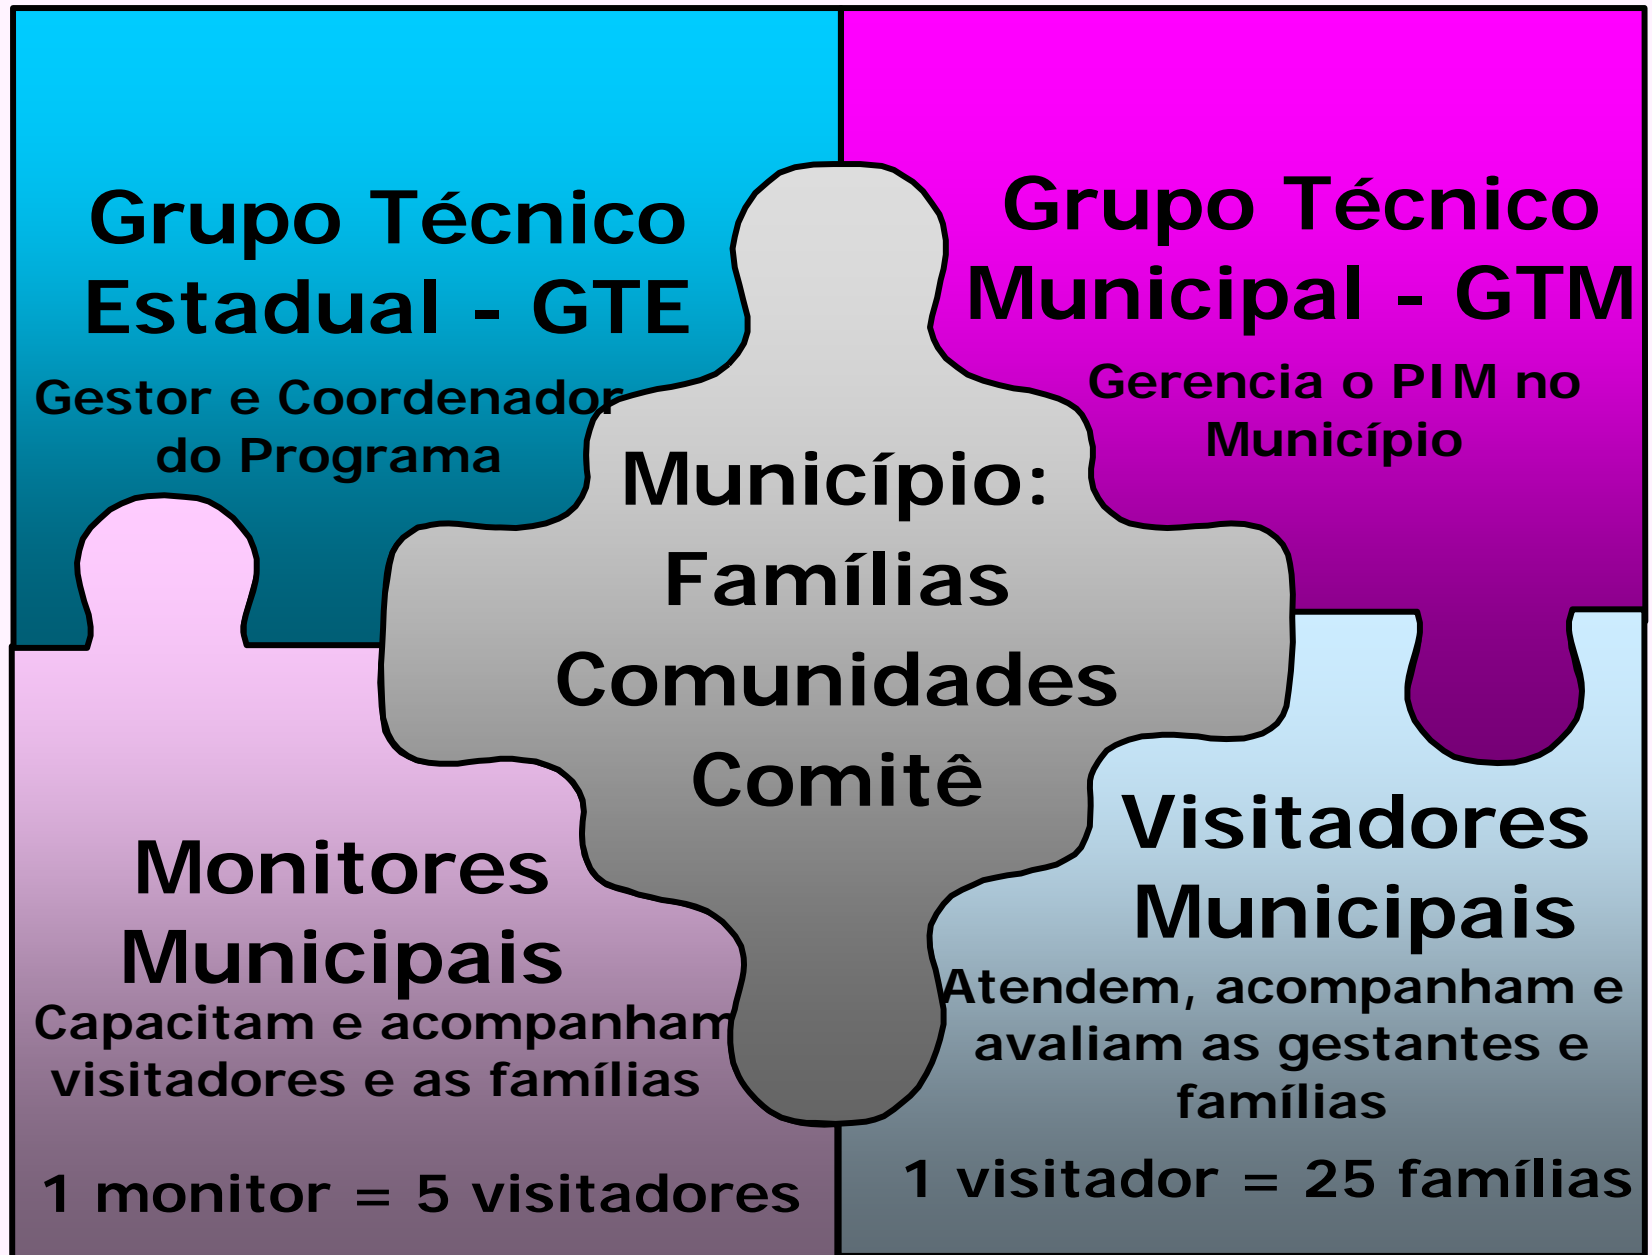 Grupo Técnico
Estadual - GTE
Gestor e Coordenador
do Programa
Grupo Técnico
Municipal - GTM
Gerencia o PIM no
Município
Município:
Famílias
Comunidades
Comitê
Monitores
Municipais
Capacitam e acompanham
visitadores e as famílias
1 monitor = 5 visitadores
Visitadores
Municipais
Atendem, acompanham e
avaliam as gestantes e
famílias
1 visitador = 25 famílias